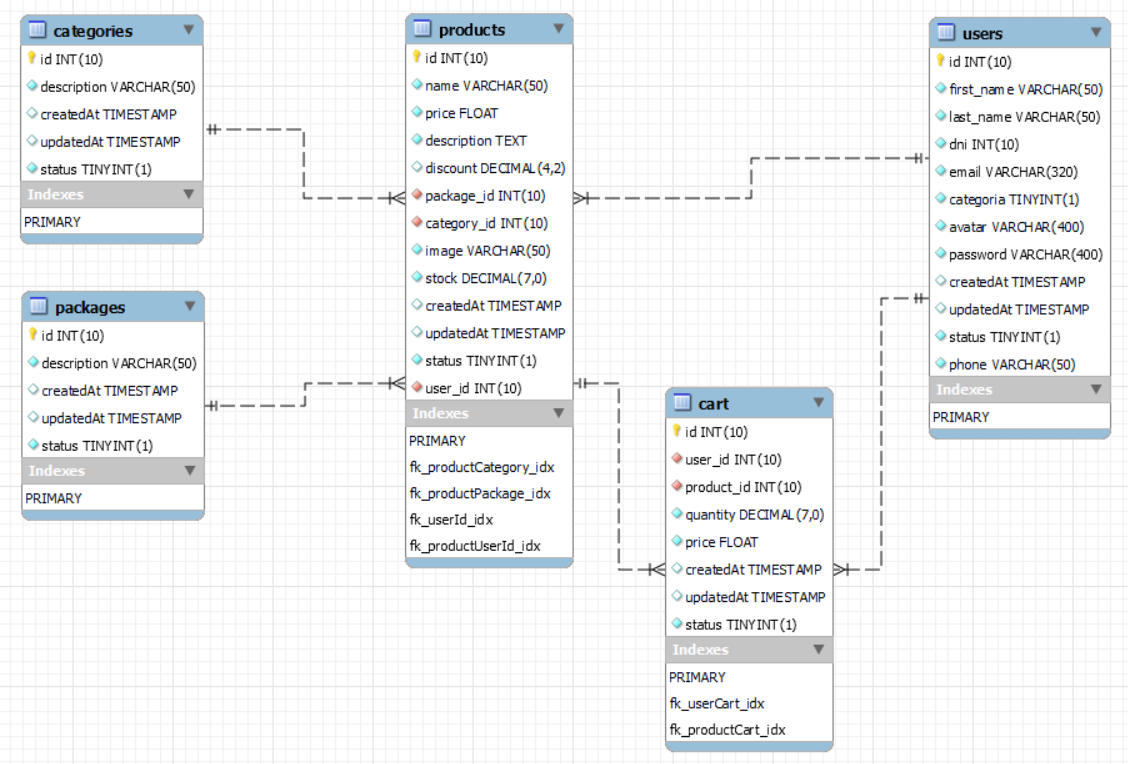 categories
id INT(10)
description VARCHAR(50)
createdAt TIMESTAMP
updatedAt TIMESTAMP
status TINYINT(1)
Indexes
PRIMARY
packages
id INT(10)
description VARCHAR(50)
createdAt TIMESTAMP
updatedAt TIMESTAMP
status TINYINT(1)
Indexes
PRIMARY
products
id INT(10)
name VARCHAR(50)
price FLOAT
description TEXT
discount DECIMAL(4,2)
package_id INT(10)
category_id INT(10)
image VARCHAR(50)
stock DECIMAL(7,0)
createdAt TIMESTAMP
updatedAt TIMESTAMP
status TINYINT(1)
user_id INT(10)
Indexes
PRIMARY
fk_productCategory_idx
fk_productPackage_idx
fk_userId_idx
fk_productUserId_idx
cart
id INT(10)
user_id INT(10)
product_id INT(10)
quantity DECIMAL(7,0)
price FLOAT
createdAt TIMESTAMP
updatedAt TIMESTAMP
status TINYINT(1)
Indexes
PRIMARY
fk_userCart_idx
fk_productCart_idx
users
id INT(10)
first_name VARCHAR(50)
last_name VARCHAR(50)
dni INT(10)
email VARCHAR(320)
categoria TINYINT(1)
avatar VARCHAR(400)
password VARCHAR(400)
createdAt TIMESTAMP
updatedAt TIMESTAMP
status TINYINT(1)
phone VARCHAR(50)
Indexes
PRIMARY